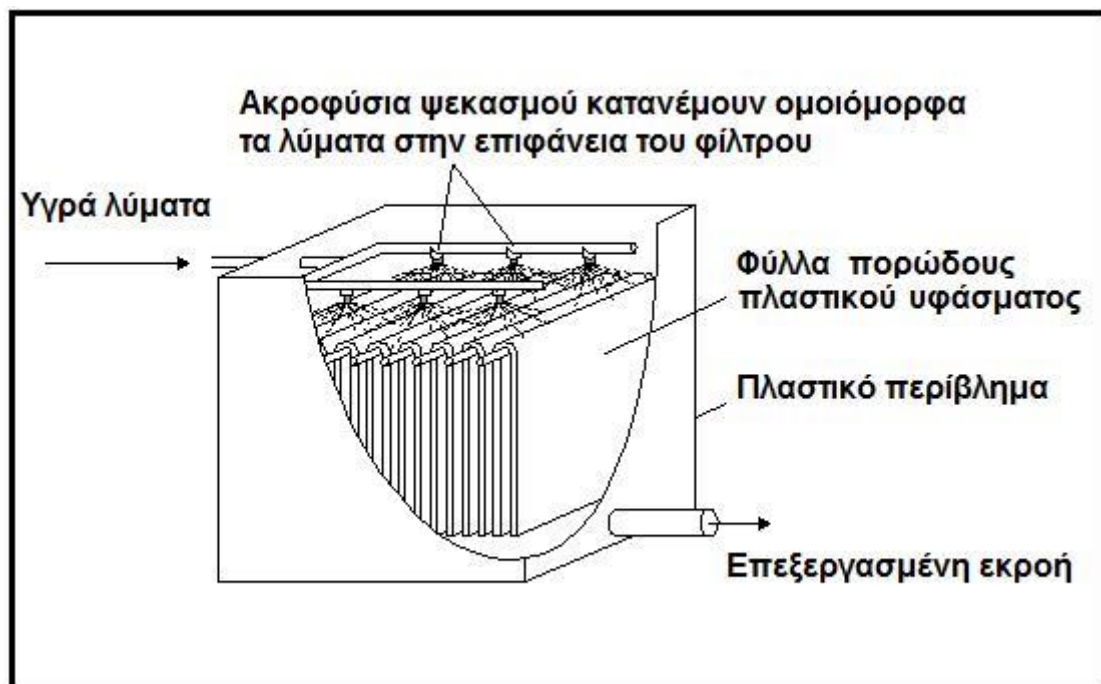 Ακροφύσια ψεκασμού κατανέμουν ομοιόμορφα
τα λύματα στην επιφάνεια του φίλτρου
Υγρά λύματα
Φύλλα πορώδους
πλαστικού υφάσματος
Πλαστικό περίβλημα
Επεξεργασμένη εκροή